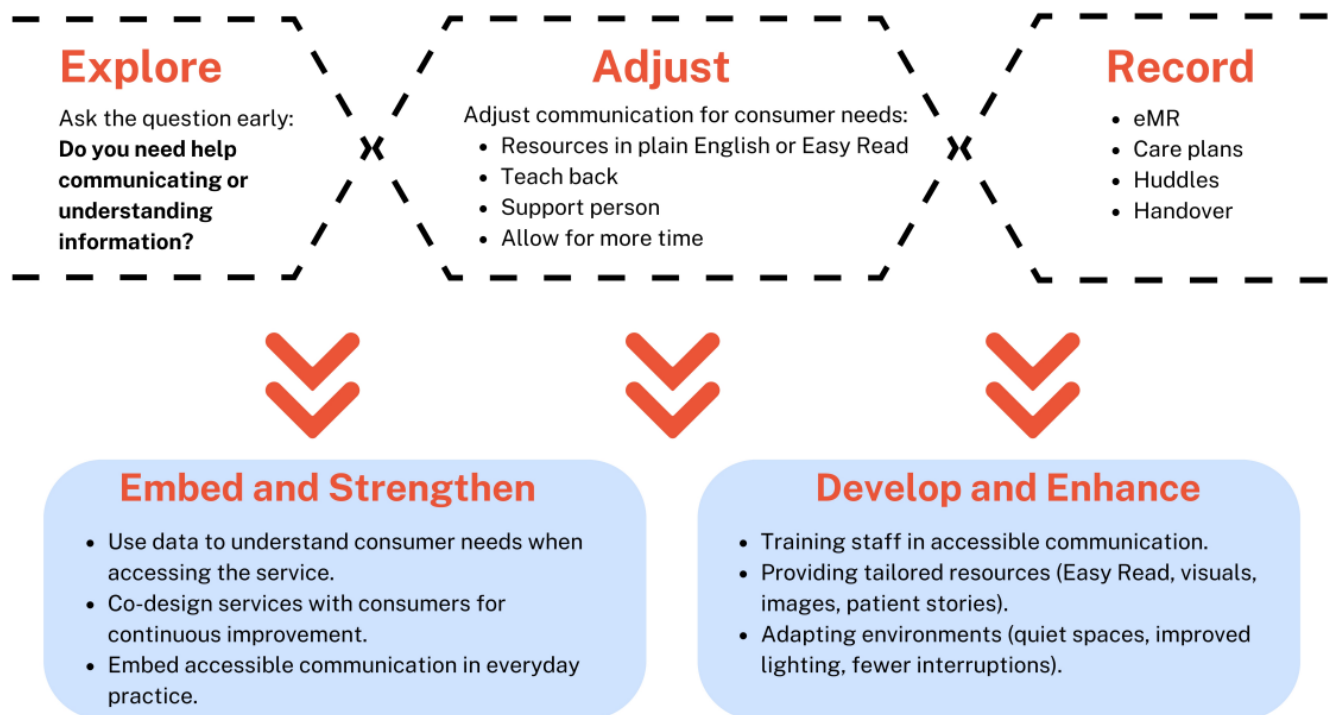 Explore
Ask the question early:
Do you need help
communicating or
understanding
information?
Adjust
Adjust communication for consumer needs:
• Resources in plain English or Easy Read
• Teach back
• Support person
• Allow for more time
Record
• eMR
• Care plans
• Huddles
• Handover
Embed and Strengthen
• Use data to understand consumer needs when
accessing the service.
• Co-design services with consumers for
continuous improvement.
• Embed accessible communication in everyday
practice.
Develop and Enhance
• Training staff in accessible communication.
• Providing tailored resources (Easy Read, visuals,
images, patient stories).
• Adapting environments (quiet spaces, improved
lighting, fewer interruptions).